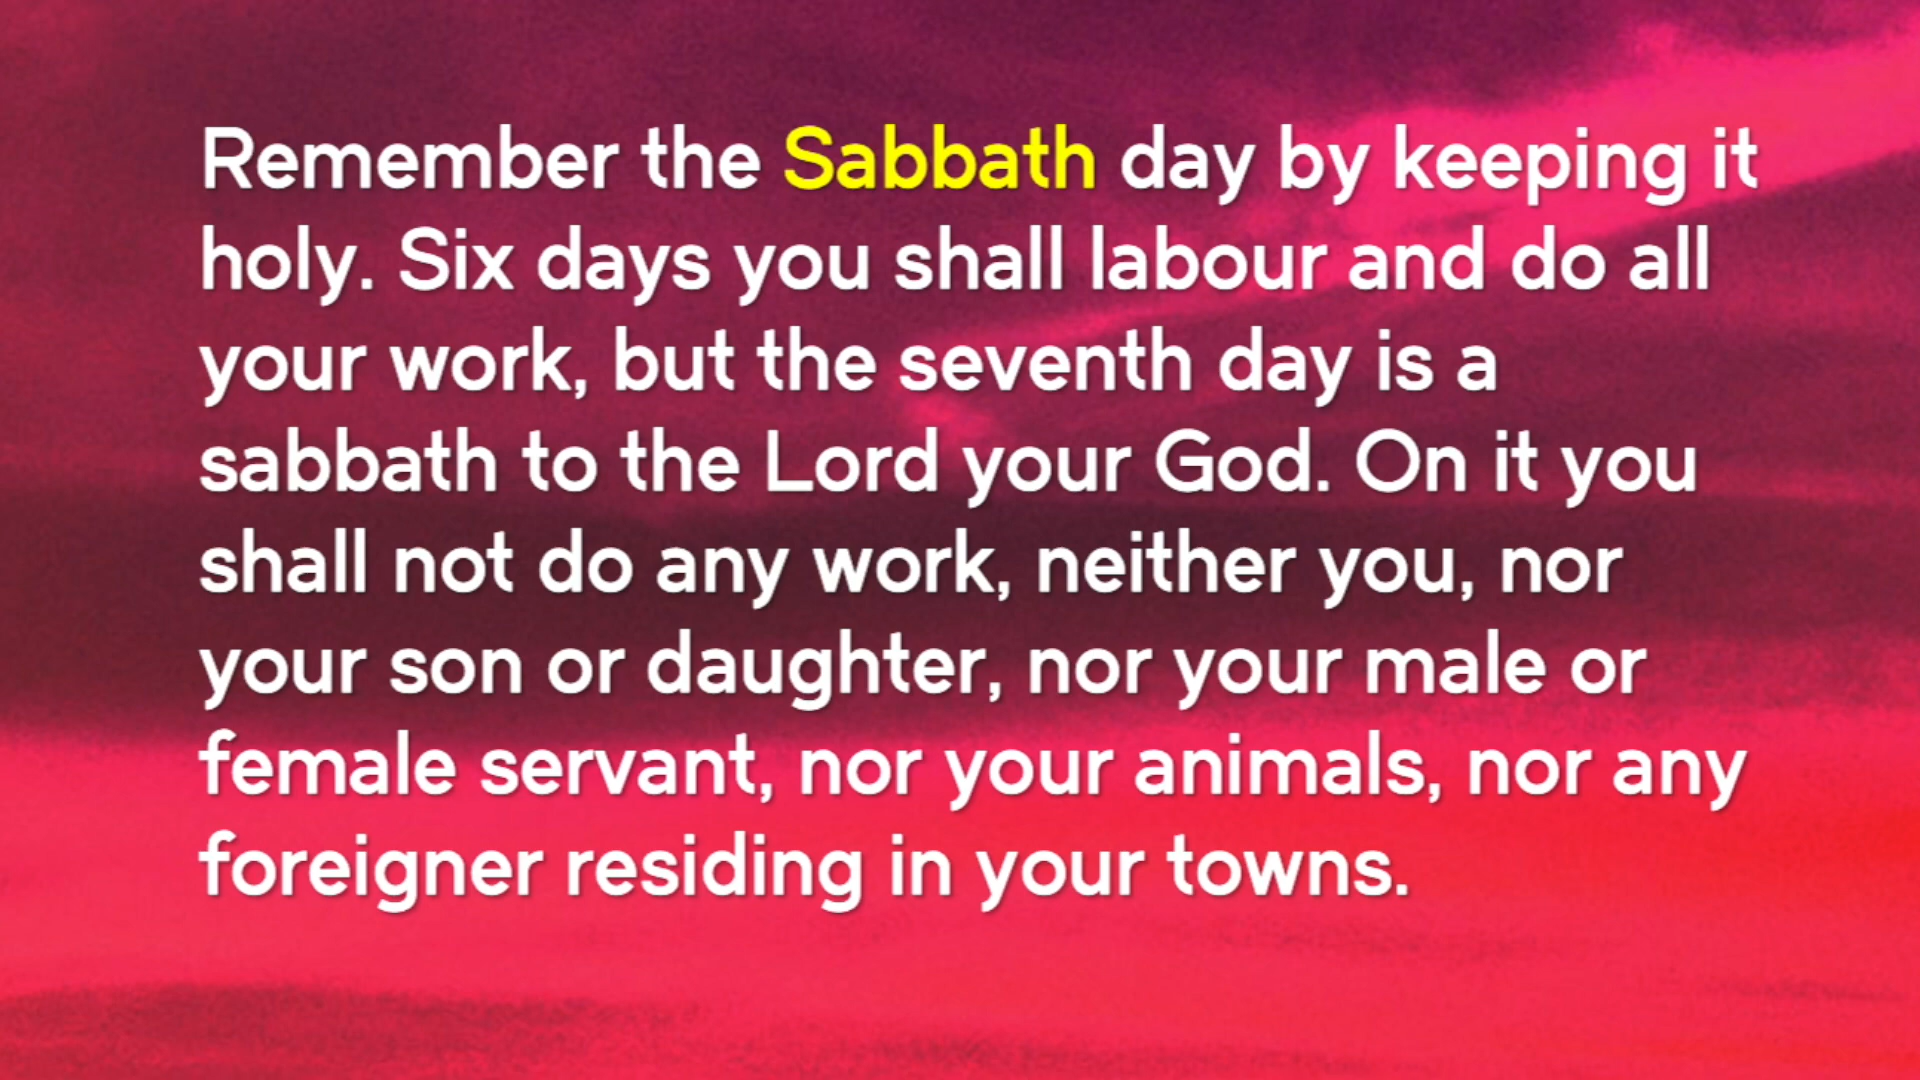 Remember the Sabbath day by keeping it
holy. Six days you shall labour and do all
your work, but the seventh day is a
sabbath to the Lord your God. On it you
shall not do any work, neither you, nor
your son or daughter, nor your male or
female servant, nor your animals, nor any
foreigner residing in your towns.